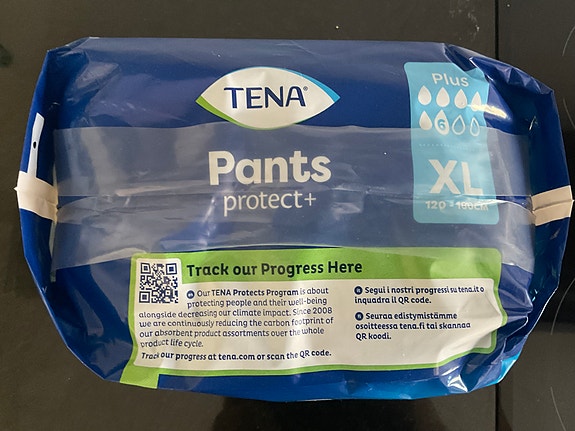 TENA®
Plus
6
Pants
protect+
XL
120 - 160cm
Track our Progress Here
Our TENA Protects Program is about
protecting people and their well-being
alongside decreasing our climate impact. Since 2008
we are continuously reducing the carbon footprint of
our absorbent product assortments over the whole
product life cycle.
Track our progress at tena.com or scan the QR code.
Segui i nostri progressi su tena.it o
inquadra il QR code.
Seuraa edistymistämme
osoitteessa tena.fi tai skannaa
QR koodi.